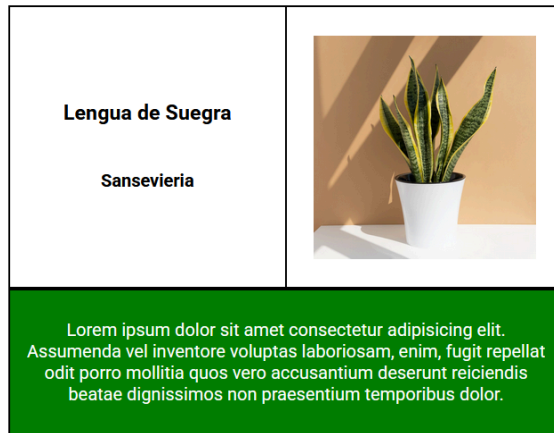 Lengua de Suegra
Sansevieria
Lorem ipsum dolor sit amet consectetur adipisicing elit.
Assumenda vel inventore voluptas laboriosam, enim, fugit repellat
odit porro mollitia quos vero accusantium deserunt reiciendis
beatae dignissimos non praesentium temporibus dolor.